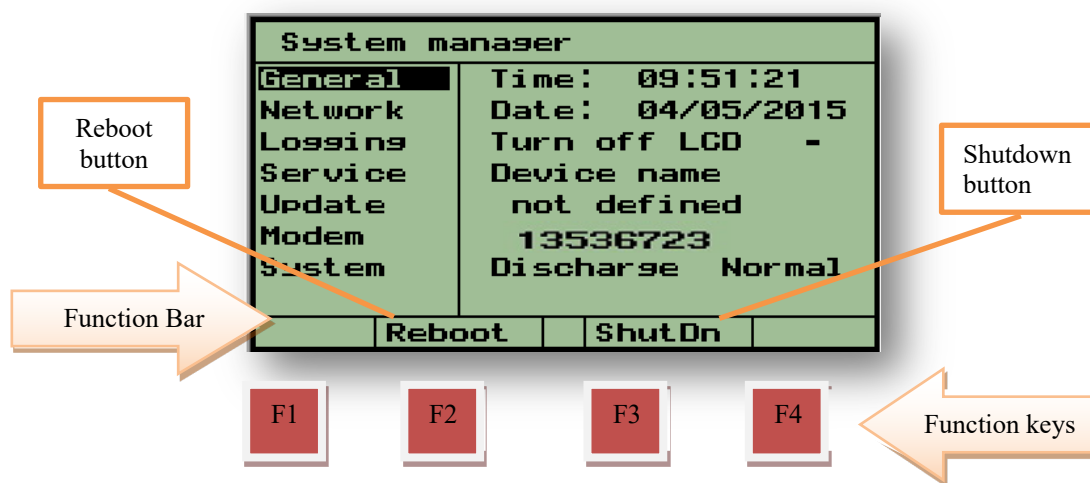 System manager
General
Network
Logging
Service
Update
Modem
System
Time: 09:51:21
Date: 04/05/2015
Turn off LCD -
Device name
not defined
13536723
Discharge Normal
Reboot ShutDn
Reboot
button
Shutdown
button
Function Bar
F1 F2 F3 F4
Function keys